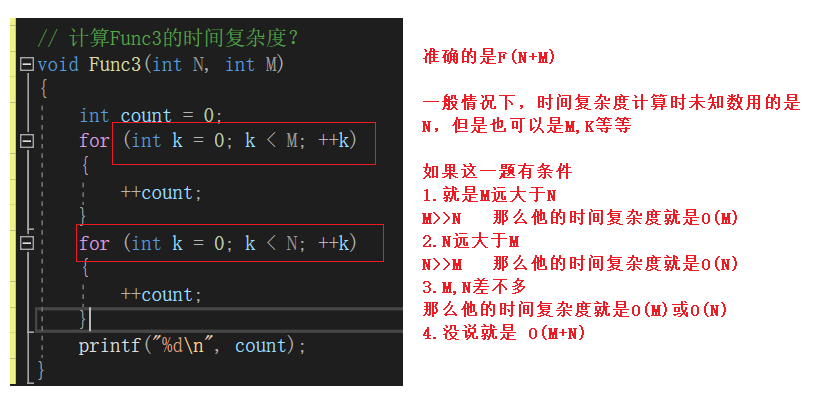 // 计算Func3的时间复杂度?
void Func3(int N, int M)
{
int count = 0;
for (int k = 0; k < M; ++k)
{
++count;
}
for (int k = 0; k < N; ++k)
{
++count;
}
printf("%d\n", count);
}
准确的是F(N+M)
一般情况下，时间复杂度计算时未知数用的是
N，但是也可以是M,K等等
如果这一题有条件
1.就是M远大于N
M>>N 那么他的时间复杂度就是O(M)
2.N远大于M
N>>M 那么他的时间复杂度就是O(N)
3.M,N差不多
那么他的时间复杂度就是O(M)或O(N)
4.没说就是 O(M+N)